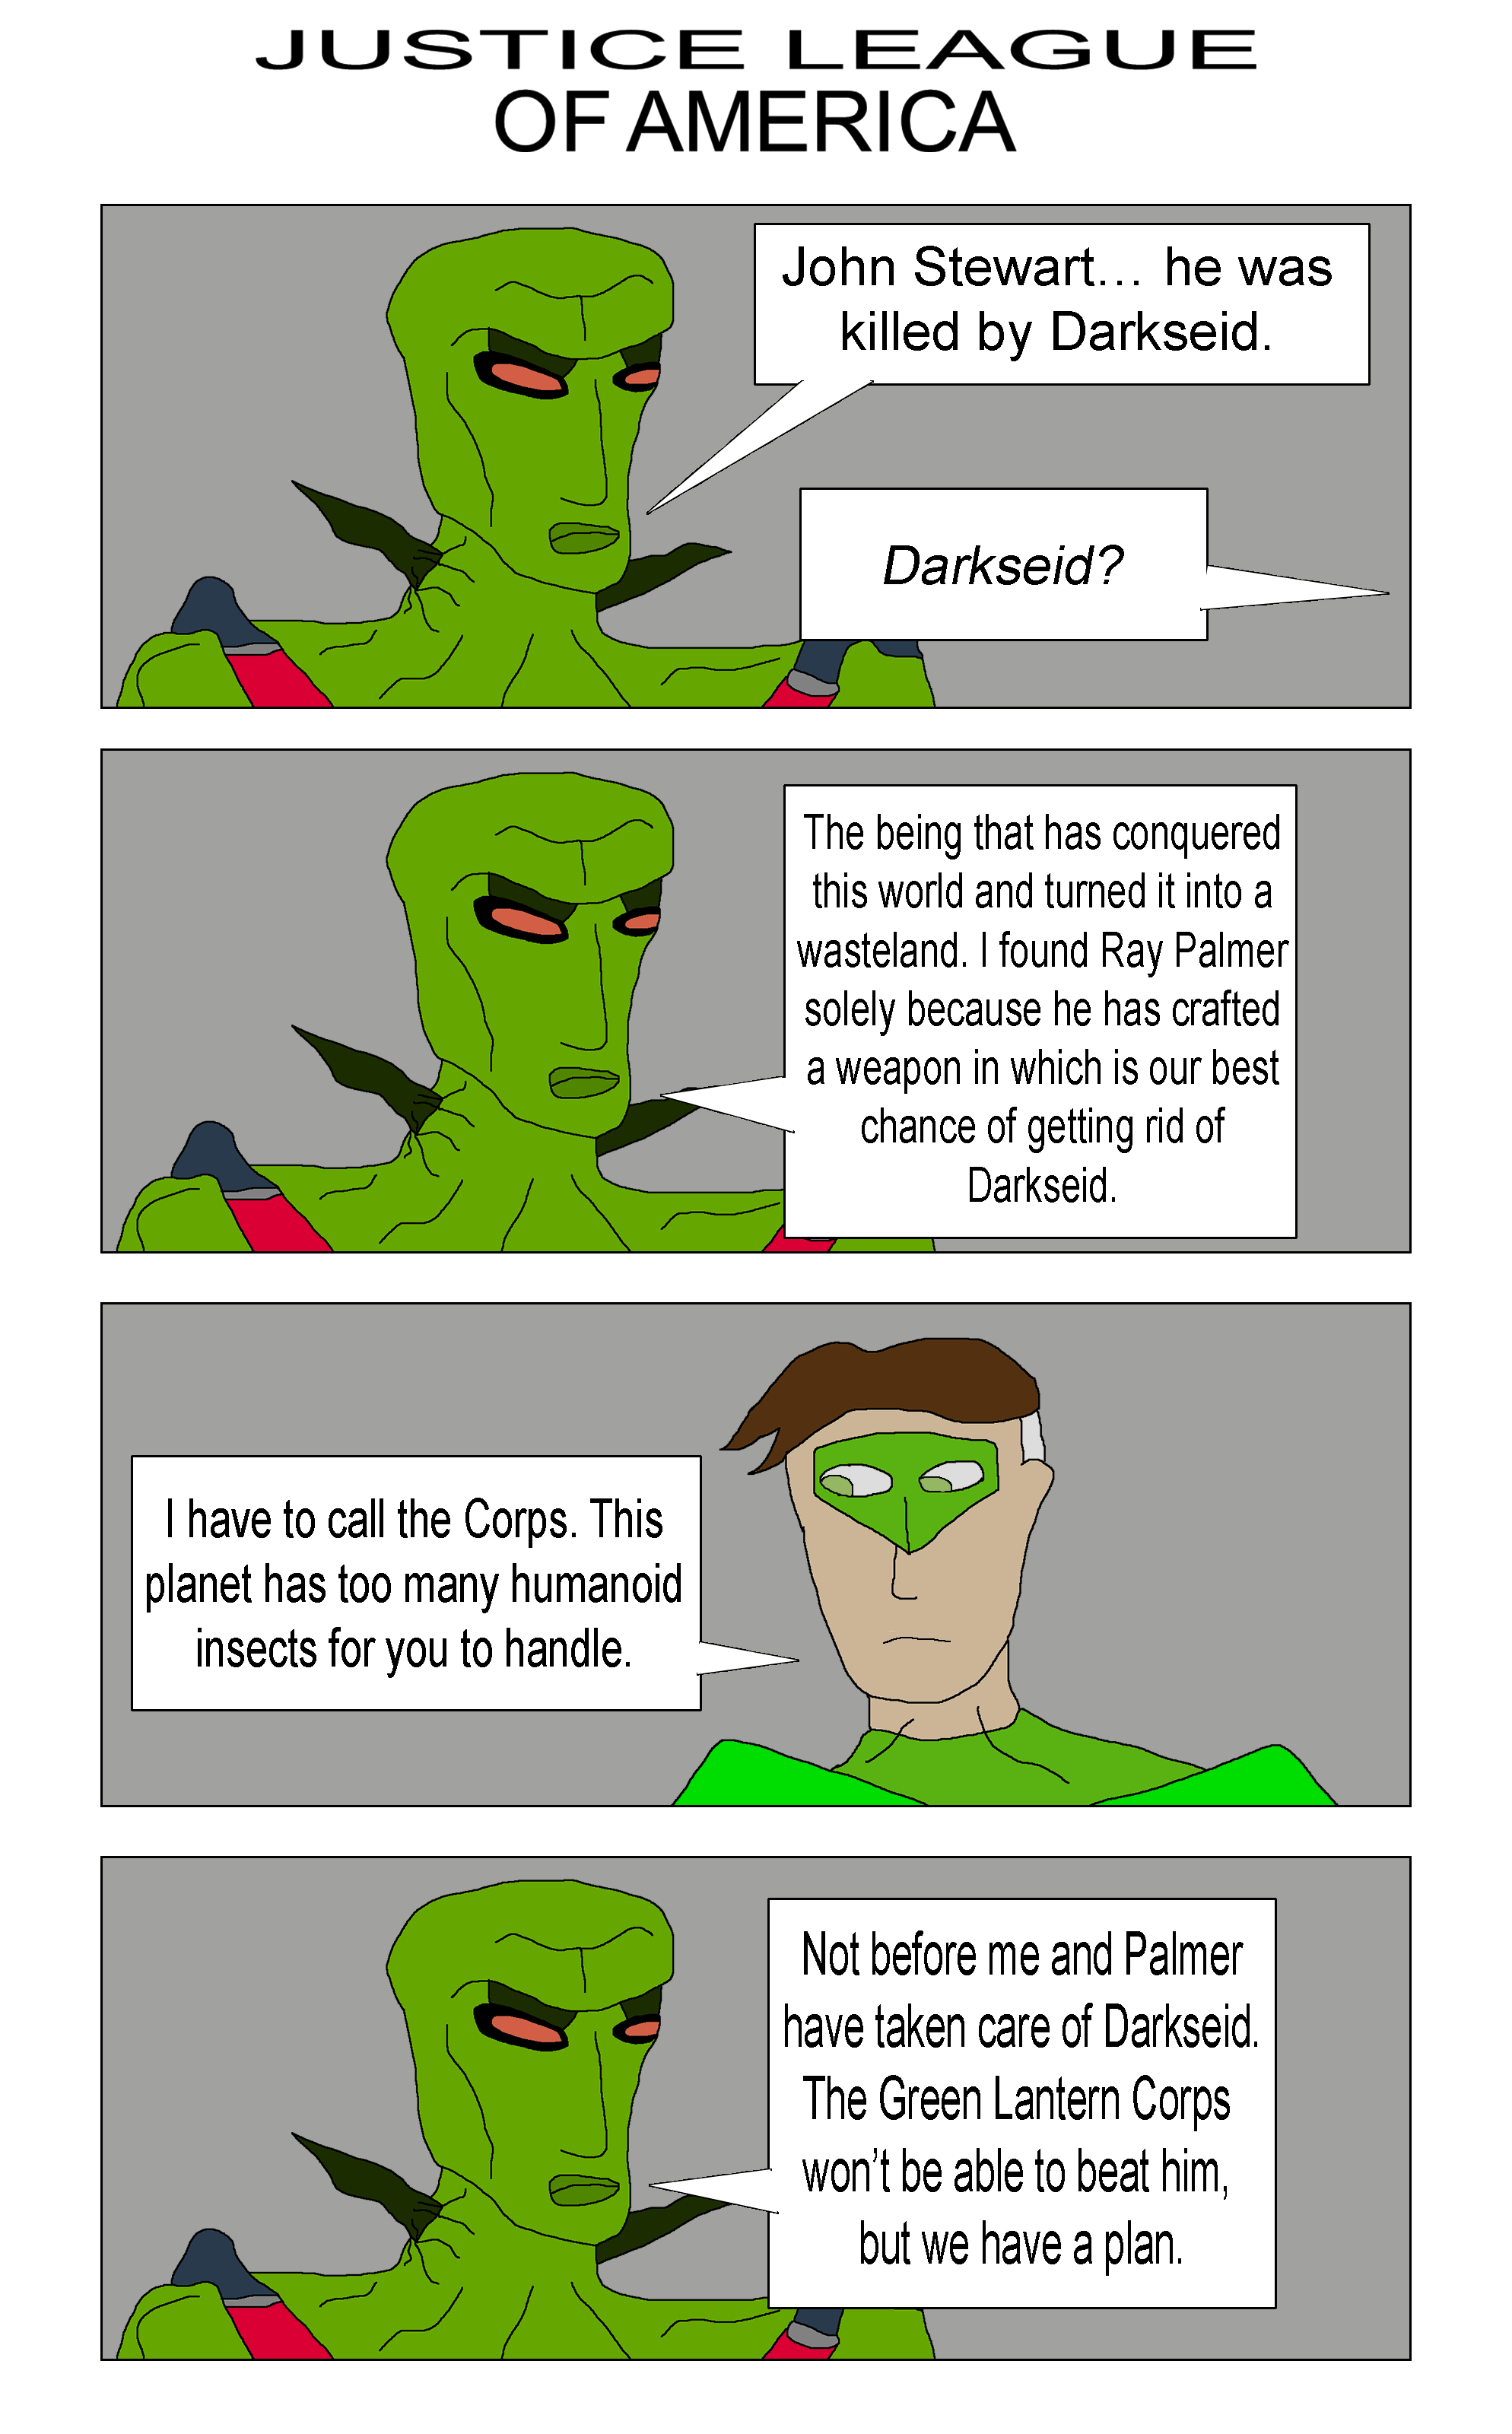 JUSTICE LEAGUE
OF AMERICA
John Stewart... he was
killed by Darkseid.
Darkseid?
The being that has conquered
this world and turned it into a
wasteland. I found Ray Palmer
solely because he has crafted
a weapon in which is our best
chance of getting rid of
Darkseid.
I have to call the Corps. This
planet has too many humanoid
insects for you to handle.
Not before me and Palmer
have taken care of Darkseid.
The Green Lantern Corps
won’t be able to beat him,
but we have a plan.